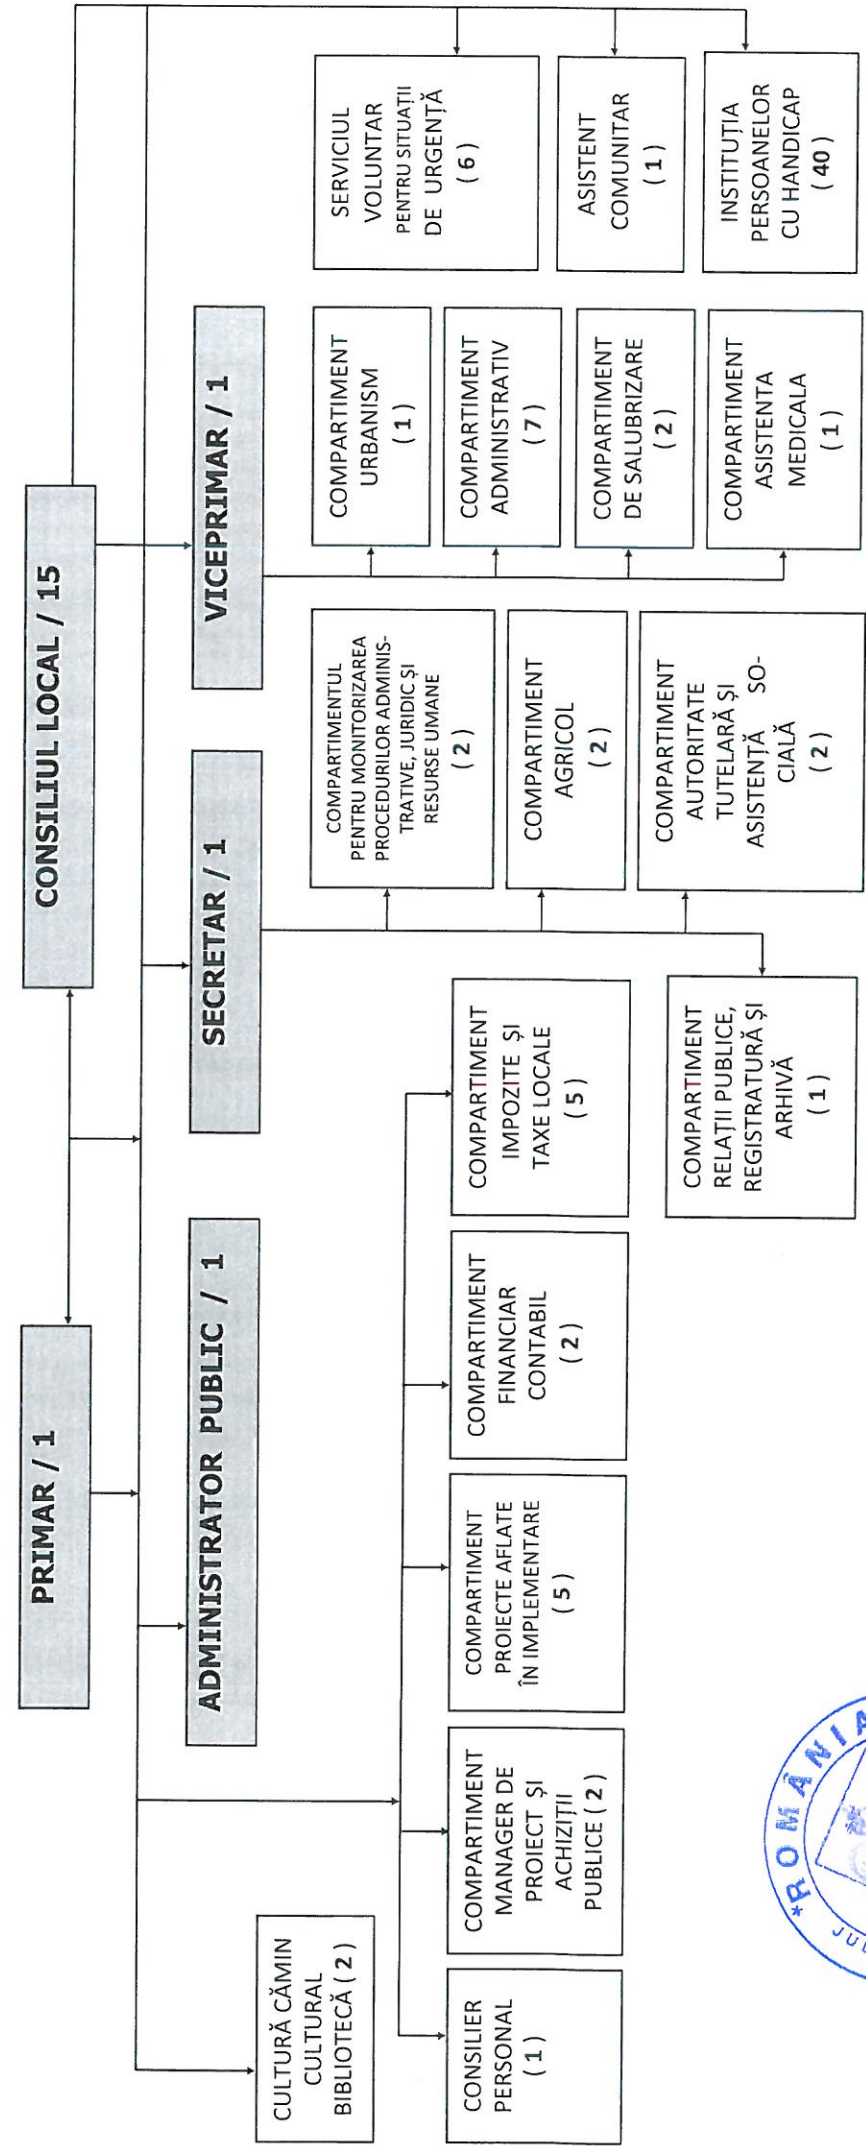 PRIMAR / 1
CONSILIUL LOCAL / 15
ADMINISTRATOR PUBLIC / 1
SECRETAR / 1
VICEPRIMAR / 1
CULTURĂ CĂMIN
CULTURAL
BIBLIOTECĂ ( 2 )
CONSILIER
PERSONAL
( 1 )
COMPARTIMENT
MANAGER DE
PROIECT ȘI
ACHIZIȚII
PUBLICE ( 2 )
COMPARTIMENT
PROIECTE AFLATE
ÎN IMPLEMENTARE
( 5 )
COMPARTIMENT
FINANCIAR
CONTABIL
( 2 )
COMPARTIMENT
IMPOZITE ȘI
TAXE LOCALE
( 5 )
COMPARTIMENTUL
PENTRU MONITORIZAREA
PROCEDURILOR ADMINIS-
TRATIVE, JURIDIC ȘI
RESURSE UMANE
( 2 )
COMPARTIMENT
AGRICOL
( 2 )
COMPARTIMENT
AUTORITATE
TUTELARĂ ȘI
ASISTENȚĂ SO-
CIALĂ
( 2 )
COMPARTIMENT
RELAȚII PUBLICE,
REGISTRATURĂ ȘI
ARHIVĂ
( 1 )
COMPARTIMENT
URBANISM
( 1 )
COMPARTIMENT
ADMINISTRATIV
( 7 )
COMPARTIMENT
DE SALUBRIZARE
( 2 )
COMPARTIMENT
ASISTENTA
MEDICALA
( 1 )
SERVICIUL
VOLUNTAR
PENTRU SITUAȚII
DE URGENȚĂ
( 6 )
ASISTENT
COMUNITAR
( 1 )
INSTITUȚIA
PERSOANELOR
CU HANDICAP
( 40 )
*ROMÂNIA